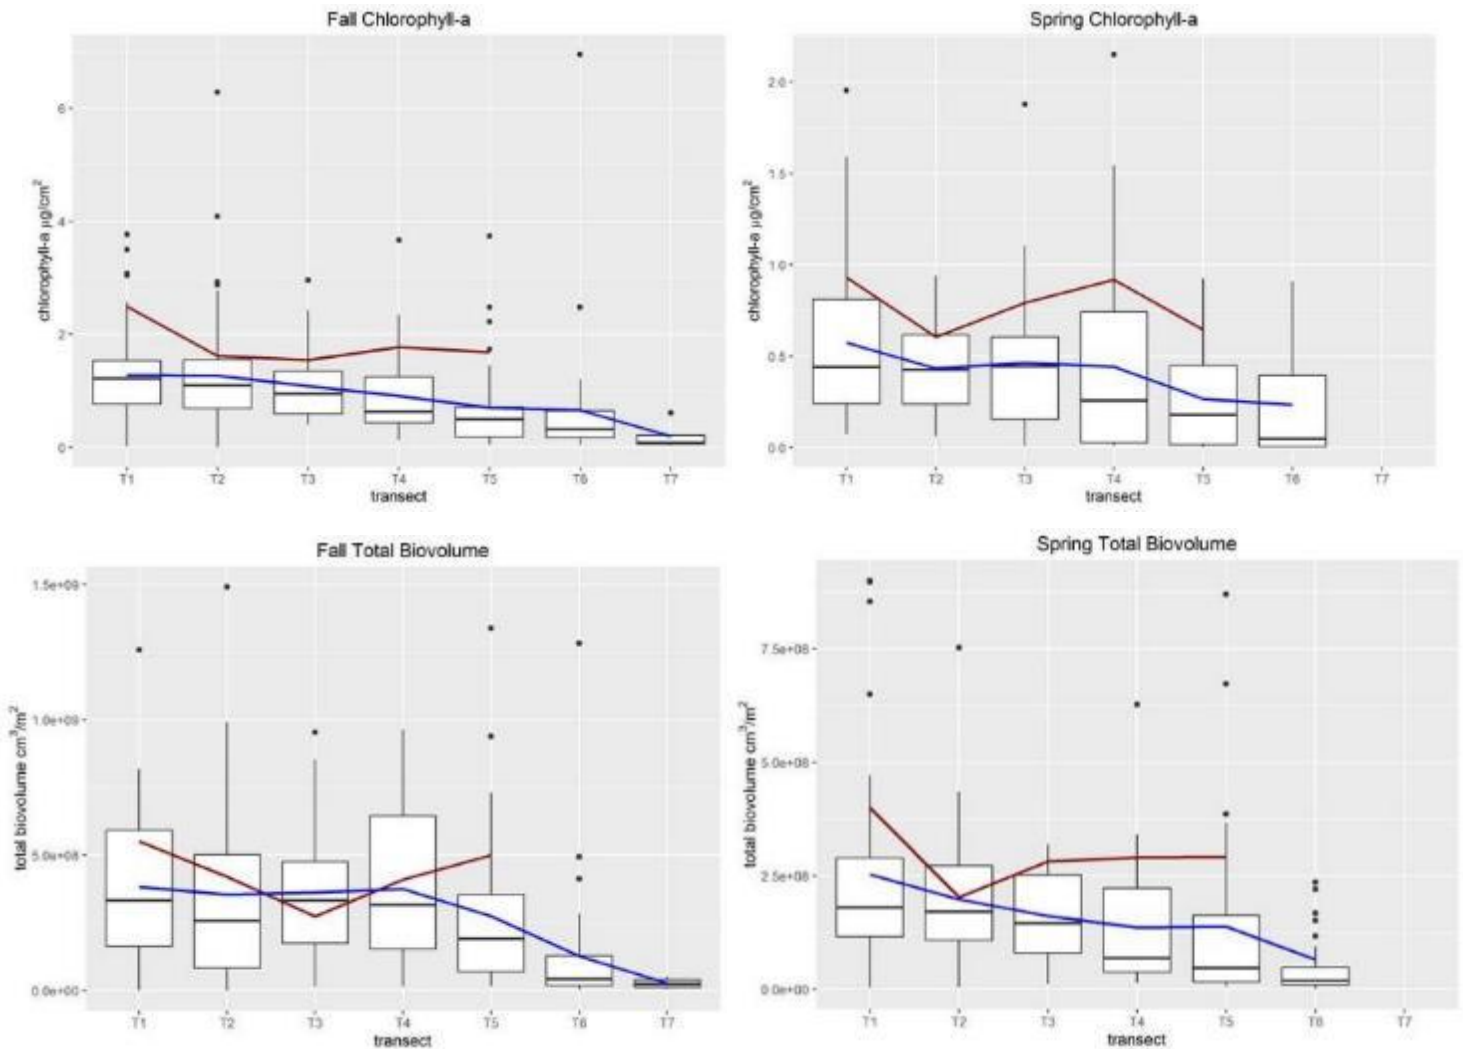 Fall Chlorophyll-a
6
4
2
0
chlorophyll-a µg/cm²
T1 T2 T3 T4 T5 T6 T7
transect
Spring Chlorophyll-a
2.0
1.5
1.0
0.5
0.0
chlorophyll-a µg/cm²
T1 T2 T3 T4 T5 T6 T7
transect
Fall Total Biovolume
1.5e+09
1.0e+09
5.0e+08
0.0e+00
total biovolume cm³/m²
T1 T2 T3 T4 T5 T6 T7
transect
Spring Total Biovolume
7.5e+08
5.0e+08
2.5e+08
0.0e+00
total biovolume cm³/m²
T1 T2 T3 T4 T5 T6 T7
transect